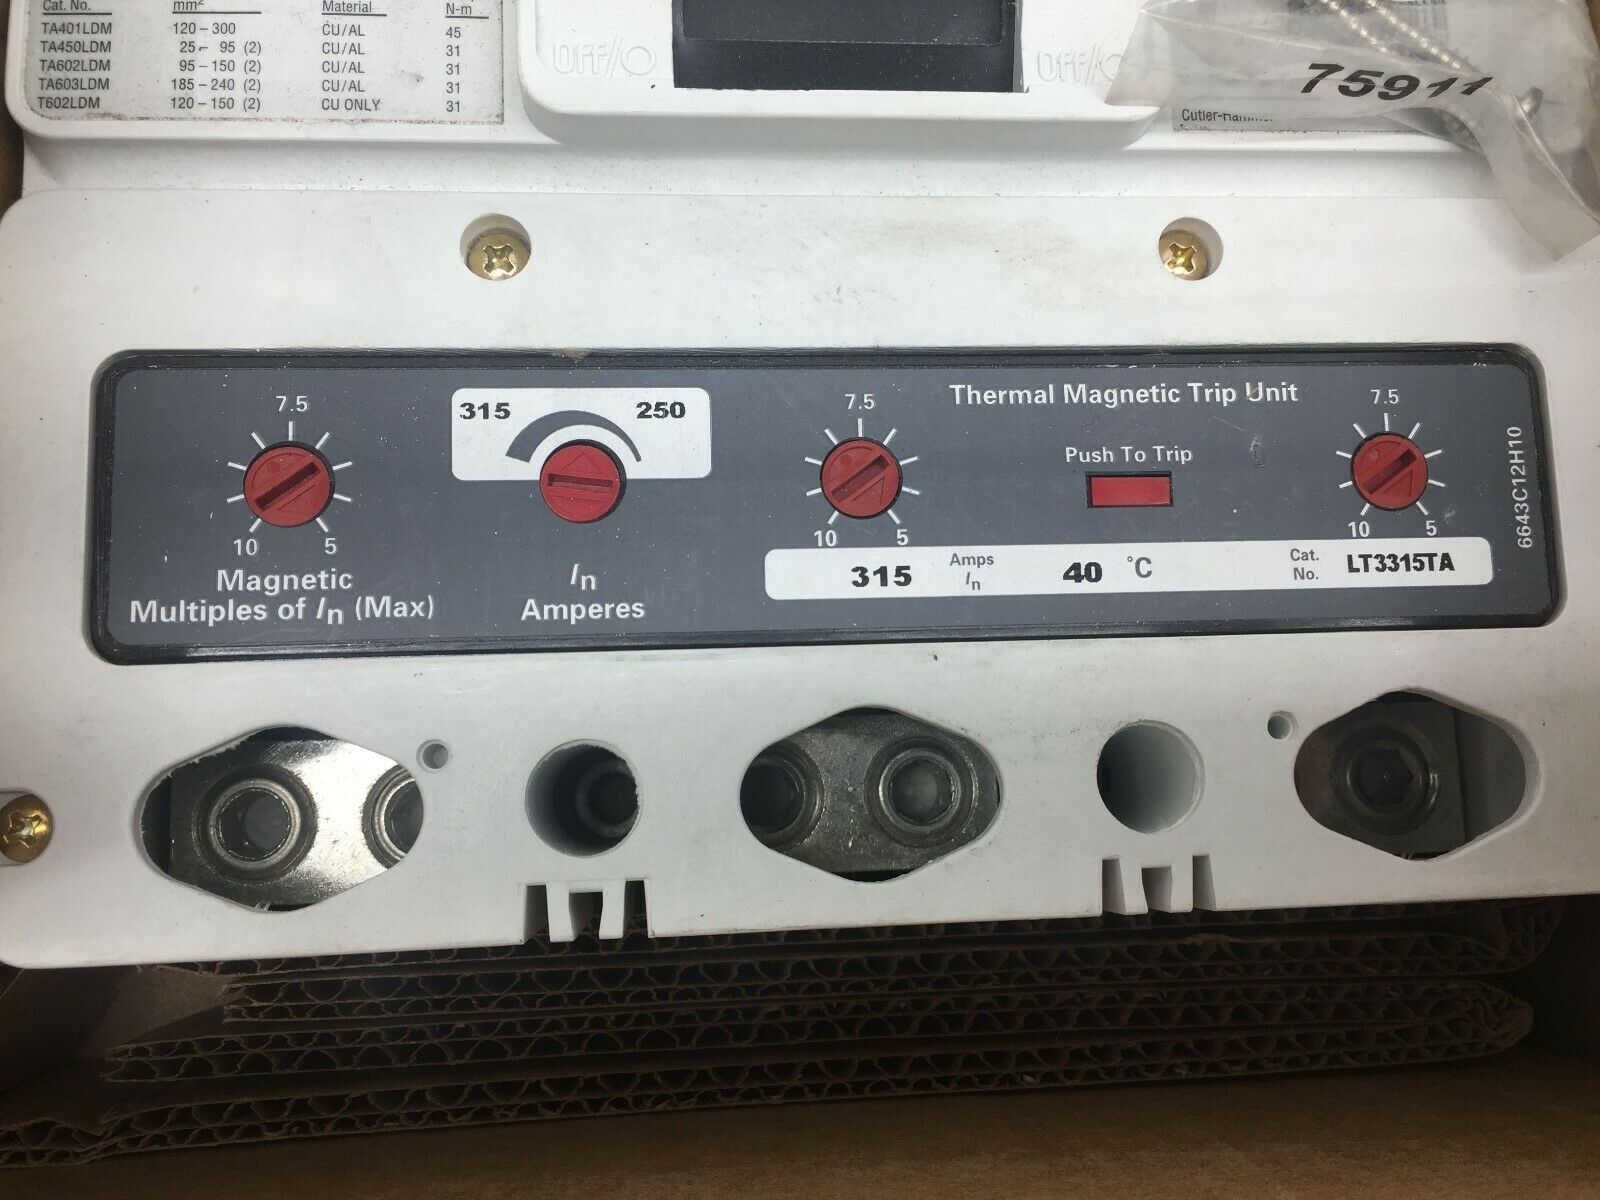 Cat. No. mm² Material N-m
TA401LDM 120 – 300 CU/AL 45
TA450LDM 25 – 95 (2) CU/AL 31
TA602LDM 95 – 150 (2) CU/AL 31
TA603LDM 185 – 240 (2) CU/AL 31
T602LDM 120 – 150 (2) CU ONLY 31
OFF/O OFF/O
75911
Cutler-Hammer
7.5
10 5
Magnetic
Multiples of In (Max)
315 250
In
Amperes
7.5
10 5
Thermal Magnetic Trip Unit
Push To Trip
7.5
10 5
315 Amps In 40 °C Cat. No. LT3315TA
6643C12H10